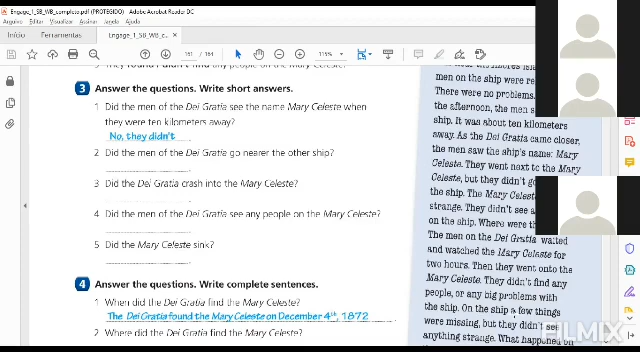 Engage_1_SB_WB_completo.pdf (PROTEGIDO) - Adobe Acrobat Reader DC
Arquivo Editar Visualizar Assinar Janela Ajuda
Início Ferramentas Engage_1_SB_WB_c...
161 / 164 115%
any people on the Mary Celeste?
3 Answer the questions. Write short answers.
1 Did the men of the Dei Gratia see the name Mary Celeste when
they were ten kilometers away?
No, they didn't
2 Did the men of the Dei Gratia go nearer the other ship?
3 Did the Dei Gratia crash into the Mary Celeste?
4 Did the men of the Dei Gratia see any people on the Mary Celeste?
5 Did the Mary Celeste sink?
4 Answer the questions. Write complete sentences.
1 When did the Dei Gratia find the Mary Celeste?
The Dei Gratia found the Mary Celeste on December 4th, 1872
2 Where did the Dei Gratia find the Mary Celeste?
men on the ship were
There were no problems.
the afternoon, the men
ship. It was about ten kilometers
away. As the Dei Gratia came closer,
the men saw the ship's name: Mary
Celeste. They went next to the Mary
Celeste, but they didn't
the ship. The Mary
strange. They didn't see
on the ship. Where were
The men on the Dei Gratia waited
and watched the Mary Celeste for
two hours. Then they went onto the
Mary Celeste. They didn't find any
people, or any big problems with
the ship. On the ship a few things
were missing, but they didn't see
anything strange. What happened on
FILMIX